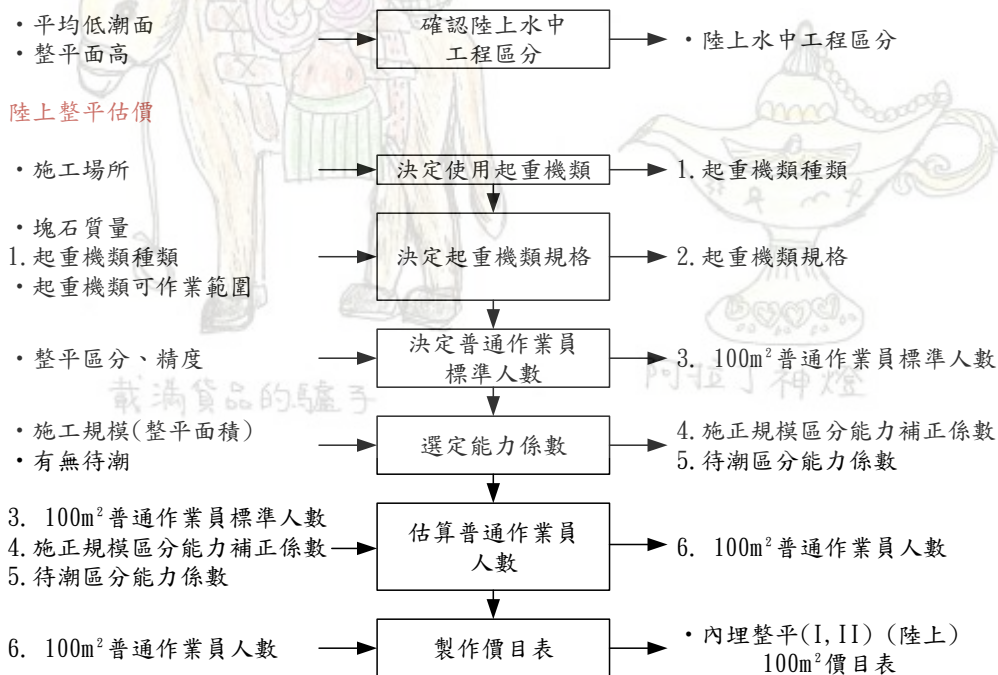 ・平均低潮面
・整平面高
確認陸上水中
工程區分
・陸上水中工程區分
陸上整平估價
・施工場所
決定使用起重機類
1.起重機類種類
・塊石質量
1.起重機類種類
・起重機類可作業範圍
決定起重機類規格
2.起重機類規格
・整平區分、精度
決定普通作業員
標準人數
3. 100m²普通作業員標準人數
載滿貨品的驢子
阿拉丁神燈
・施工規模(整平面積)
・有無待潮
選定能力係數
4.施正規模區分能力補正係數
5.待潮區分能力係數
3. 100m²普通作業員標準人數
4.施正規模區分能力補正係數
5.待潮區分能力係數
估算普通作業員
人數
6. 100m²普通作業員人數
6. 100m²普通作業員人數
製作價目表
・內埋整平(I,II)(陸上)
100m²價目表